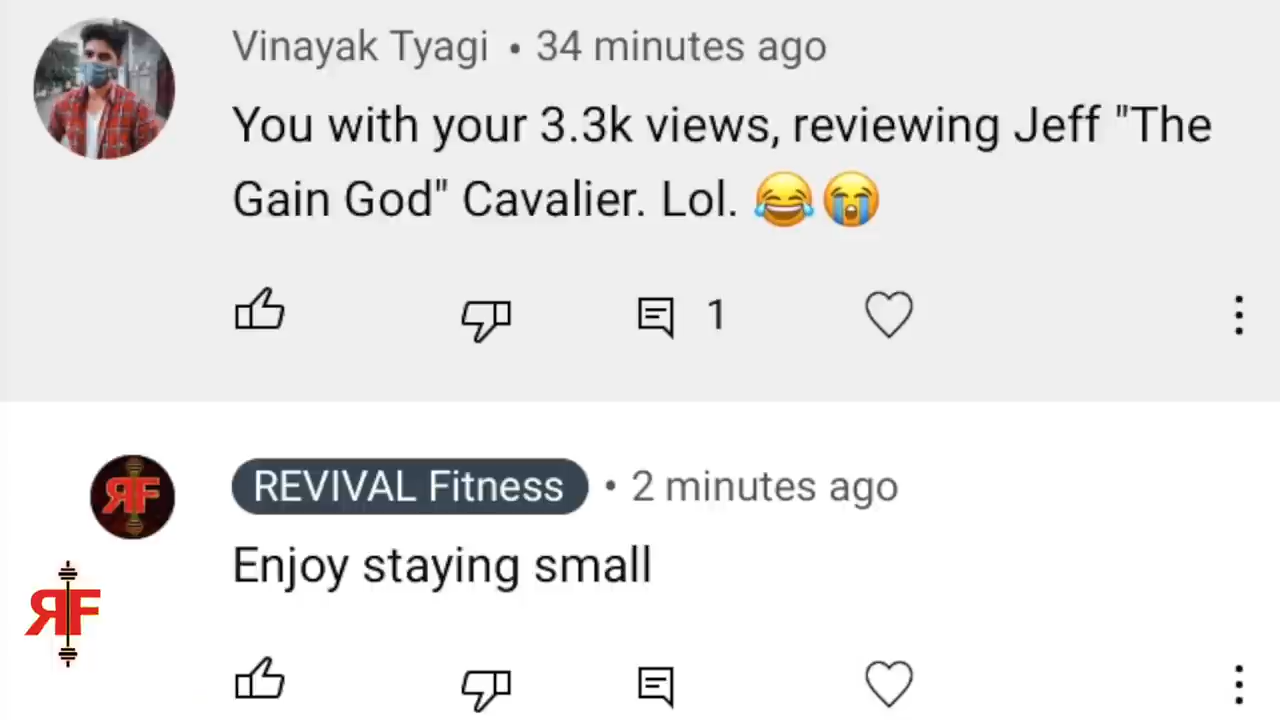 Vinayak Tyagi • 34 minutes ago
You with your 3.3k views, reviewing Jeff "The
Gain God" Cavalier. Lol. 😂😭
1
REVIVAL Fitness • 2 minutes ago
RF
Enjoy staying small
RF